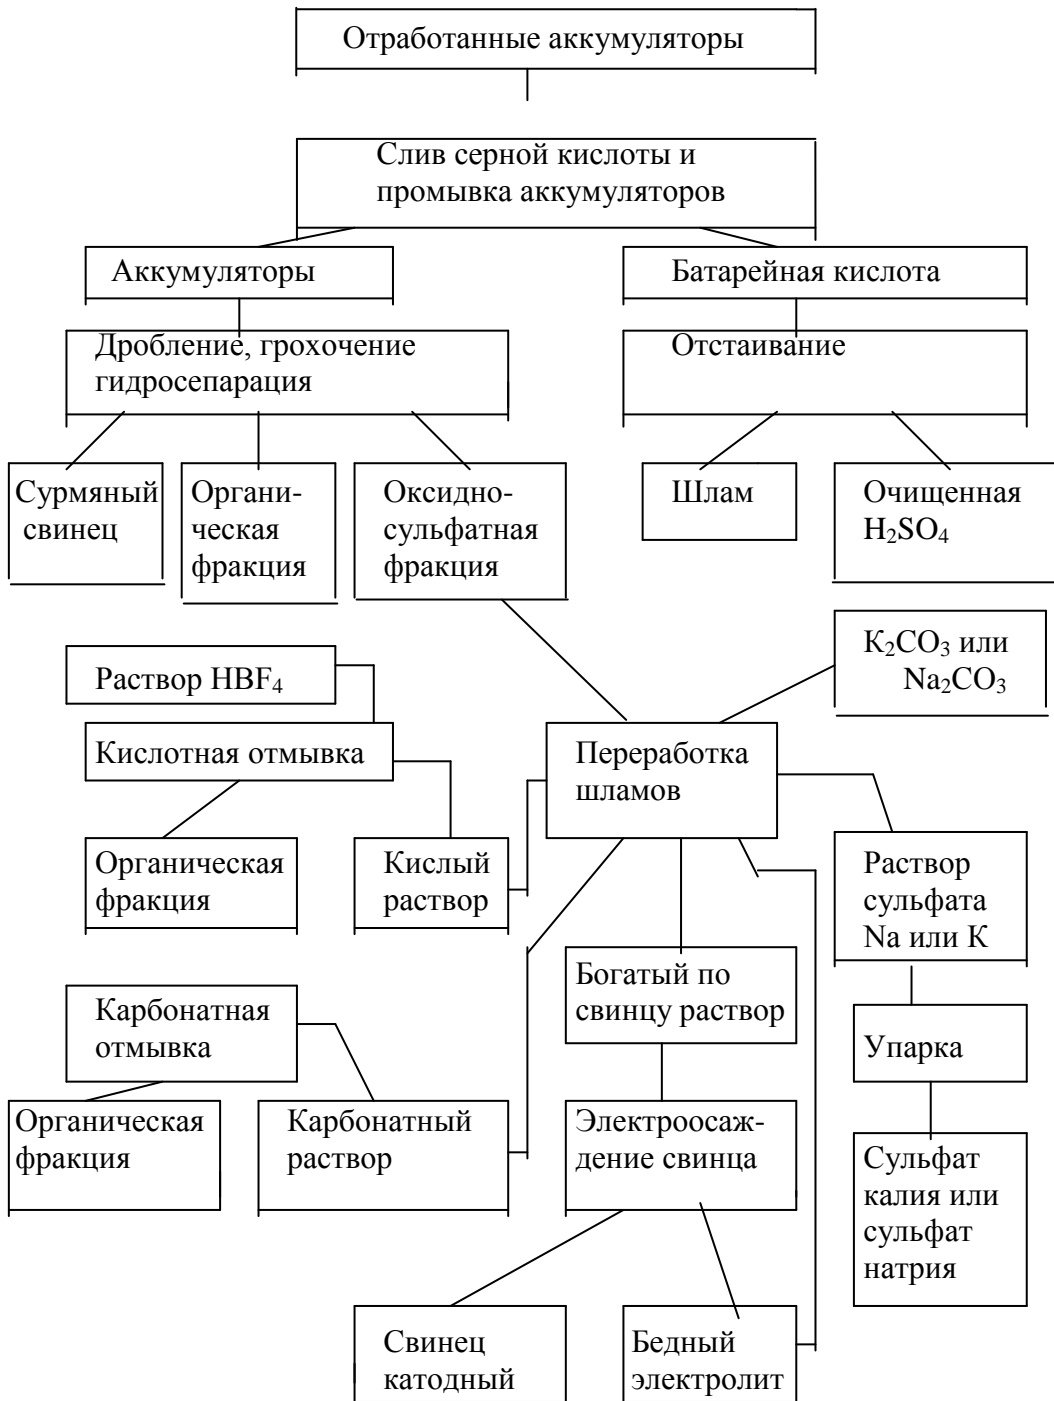 Отработанные аккумуляторы
Слив серной кислоты и
промывка аккумуляторов
Аккумуляторы
Батарейная кислота
Дробление, грохочение
гидросепарация
Отстаивание
Сурмяный
свинец
Органи-
ческая
фракция
Оксидно-
сульфатная
фракция
Шлам
Очищенная
H₂SO₄
Раствор HBF₄
K₂CO₃ или
Na₂CO₃
Кислотная отмывка
Переработка
шламов
Органическая
фракция
Кислый
раствор
Раствор
сульфата
Na или К
Богатый по
свинцу раствор
Карбонатная
отмывка
Упарка
Органическая
фракция
Карбонатный
раствор
Электроосаж-
дение свинца
Сульфат
калия или
сульфат
натрия
Свинец
катодный
Бедный
электролит